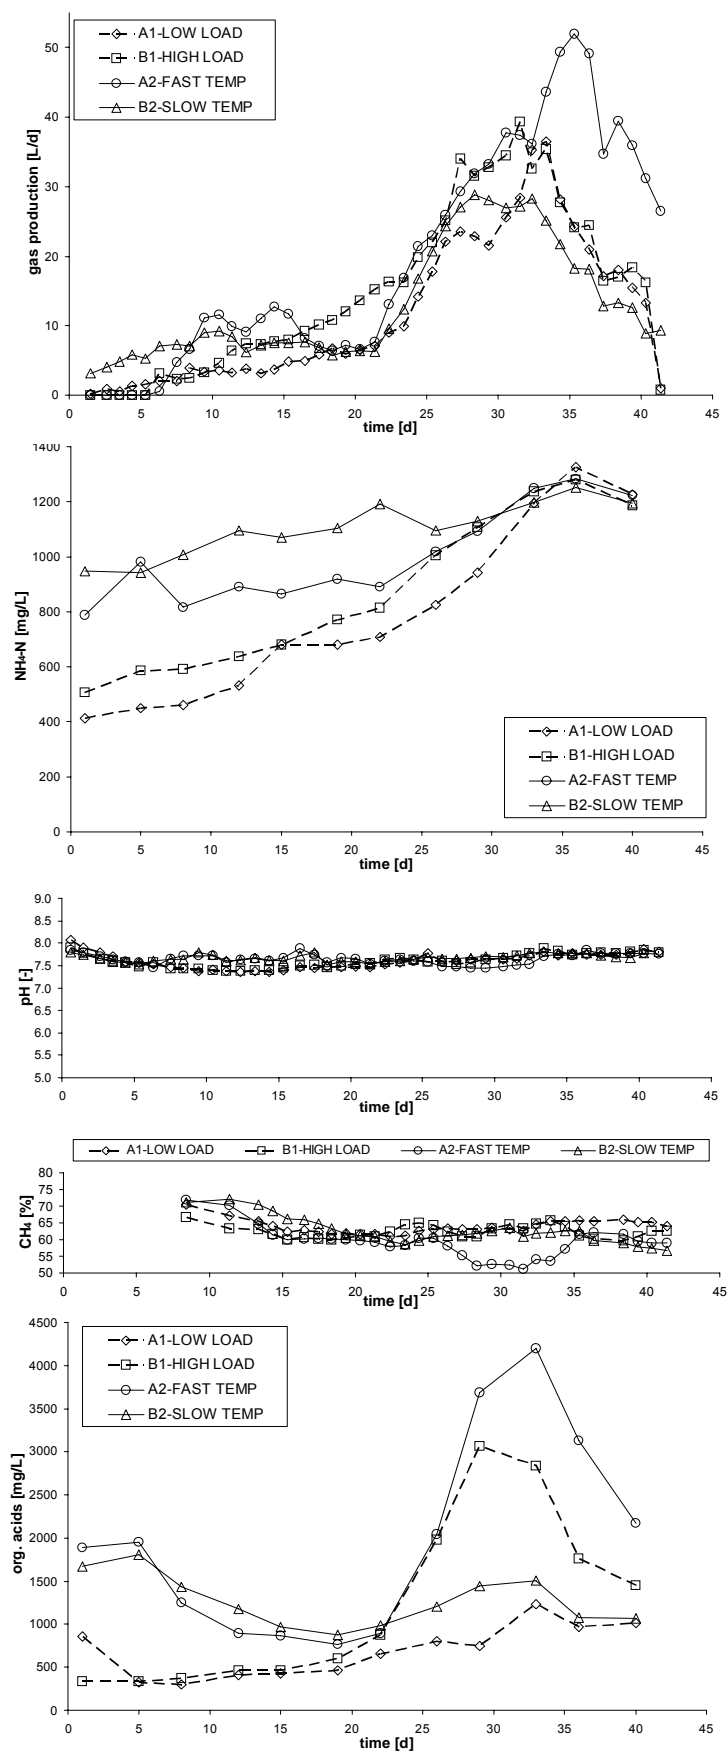 A1-LOW LOAD
B1-HIGH LOAD
A2-FAST TEMP
B2-SLOW TEMP
gas production [L/d]
50
40
30
20
10
0
0 5 10 15 20 25 30 35 40 45
time [d]
1400
1200
1000
800
600
400
200
0
NH₄-N [mg/L]
A1-LOW LOAD
B1-HIGH LOAD
A2-FAST TEMP
B2-SLOW TEMP
0 5 10 15 20 25 30 35 40 45
time [d]
9.0
8.5
8.0
7.5
7.0
6.5
6.0
5.5
5.0
pH [-]
0 5 10 15 20 25 30 35 40 45
time [d]
A1-LOW LOAD B1-HIGH LOAD A2-FAST TEMP B2-SLOW TEMP
80
75
70
65
60
55
50
CH₄ [%]
0 5 10 15 20 25 30 35 40 45
time [d]
4500
4000
3500
3000
2500
2000
1500
1000
500
0
org. acids [mg/L]
A1-LOW LOAD
B1-HIGH LOAD
A2-FAST TEMP
B2-SLOW TEMP
0 5 10 15 20 25 30 35 40 45
time [d]